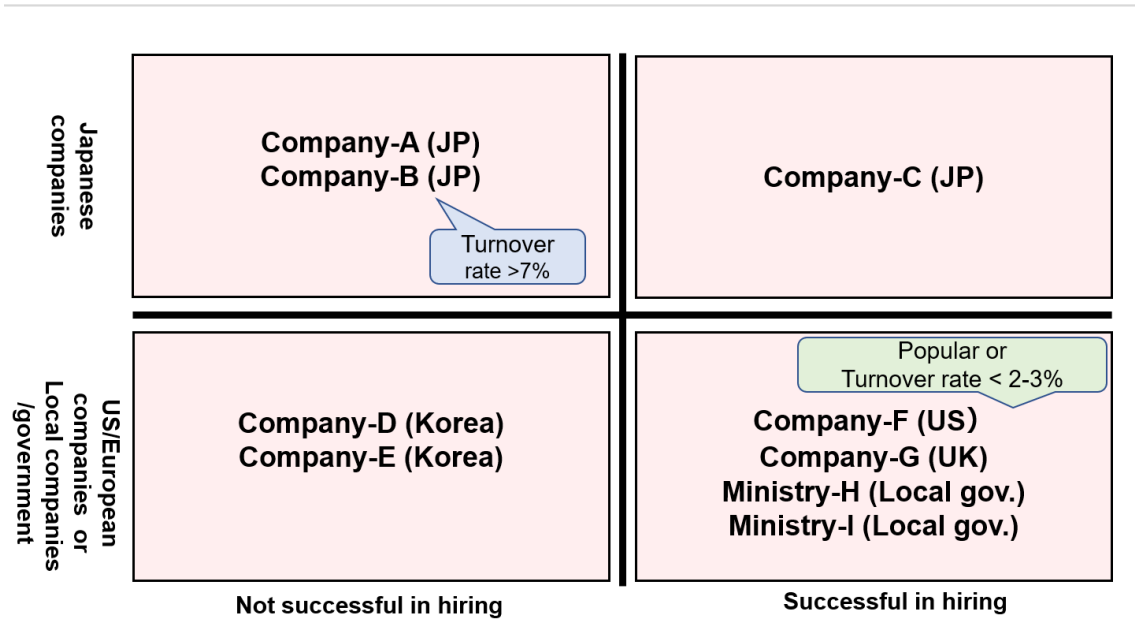 Japanese
companies
Company-A (JP)
Company-B (JP)
Turnover
rate >7%
Company-C (JP)
US/European
companies or
Local companies
/government
Company-D (Korea)
Company-E (Korea)
Popular or
Turnover rate < 2-3%
Company-F (US）
Company-G (UK)
Ministry-H (Local gov.)
Ministry-I (Local gov.)
Not successful in hiring
Successful in hiring